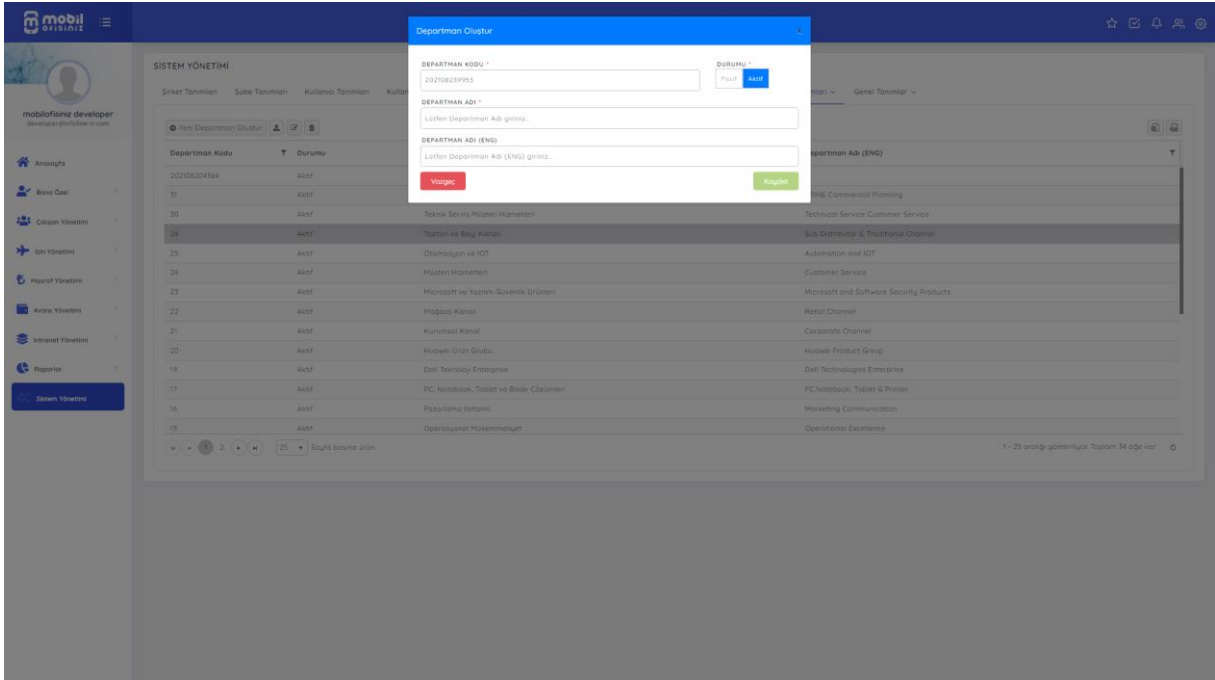 mobil
ofisiniz
mobilofisiniz developer
Anasayfa
Bana Özel
Çalışan Yönetimi
İzin Yönetimi
Masraf Yönetimi
Avans Yönetimi
Intranet Yönetimi
Raporlar
Sistem Yönetimi
SİSTEM YÖNETİMİ
Şirket Tanımları Şube Tanımları Kullanıcı Tanımları Genel Tanımlar
Departman Oluştur
×
DEPARTMAN KODU * DURUMU *
202108239953 Pasif Aktif
DEPARTMAN ADI *
Lütfen Departman Adı giriniz..
DEPARTMAN ADI (ENG)
Lütfen Departman Adı (ENG) giriniz..
Vazgeç Kaydet
Yeni Departman Oluştur
Departman Kodu Durumu epartman Adı (ENG)
202108204364 Aktif
31 Aktif Commercial Planning
30 Aktif Teknik Servis Müşteri Hizmetleri Technical Service Customer Service
26 Aktif Toptan ve Bayi Kanalı Sub Distributor & Traditional Channel
25 Aktif Otomasyon ve IOT Automation and IOT
24 Aktif Müşteri Hizmetleri Customer Service
23 Aktif Microsoft ve Yazılım Güvenlik Ürünleri Microsoft and Software Security Products
22 Aktif Mağaza Kanalı Retail Channel
21 Aktif Kurumsal Kanal Corporate Channel
20 Aktif Huawei Ürün Grubu Huawei Product Group
19 Aktif Dell Teknoloji Enterprise Dell Technologies Enterprise
17 Aktif PC, Notebook, Tablet ve Baskı Çözümleri PC,Notebook, Tablet & Printer
16 Aktif Pazarlama İletişimi Marketing Communication
15 Aktif Operasyonel Mükemmeliyet Operational Excellence
1 2 25 Sayfa başına ürün 1 - 25 aralığı gösteriliyor. Toplam 34 öğe var